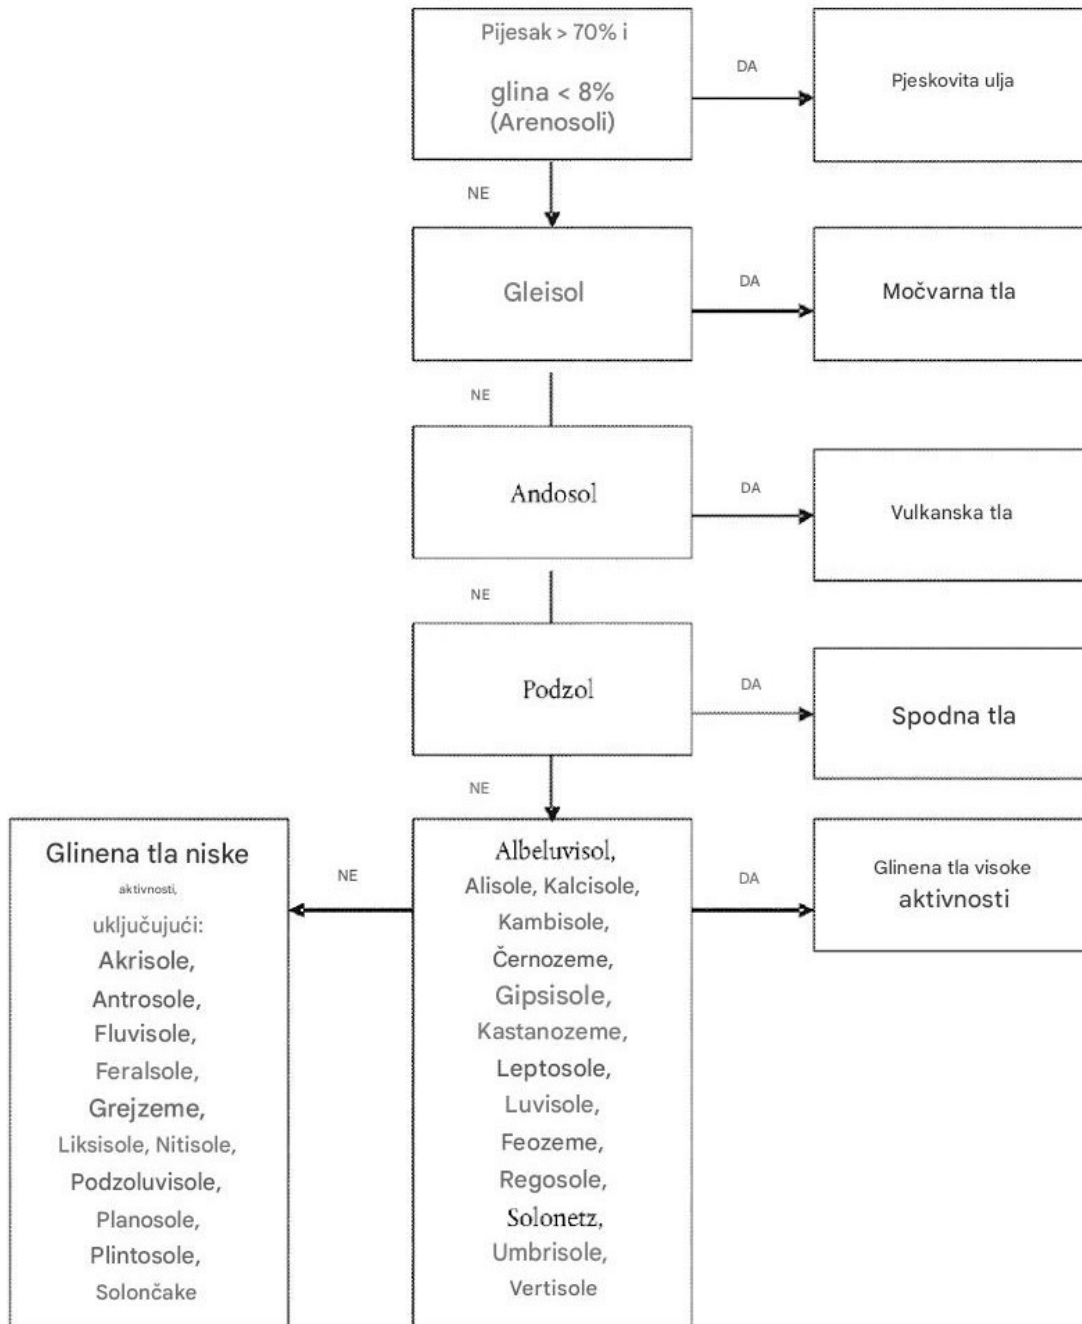 Pijesak > 70% i
glina < 8%
(Arenosoli)
DA
Pjeskovita ulja
NE
Gleisol
DA
Močvarna tla
NE
Andosol
DA
Vulkanska tla
NE
Podzol
DA
Spodna tla
NE
Glinena tla niske
aktivnosti,
uključujući:
Akrisole,
Antrosole,
Fluvisole,
Feralsole,
Grejzeme,
Liksisole, Nitisole,
Podzoluvisole,
Planosole,
Plintosole,
Solončake
NE
Albeluvisol,
Alisole, Kalcisole,
Kambisole,
Černozeme,
Gipsisole,
Kastanozeme,
Leptosole,
Luvisole,
Feozeme,
Regosole,
Solonetz,
Umbrisole,
Vertisole
DA
Glinena tla visoke
aktivnosti